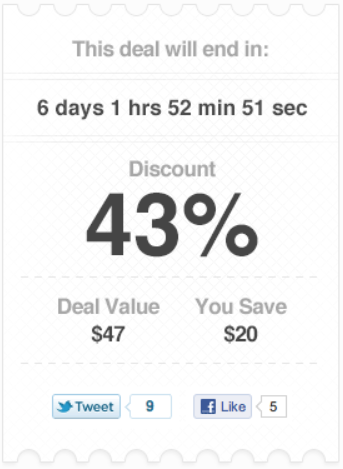 This deal will end in:
6 days 1 hrs 52 min 51 sec
Discount
43%
Deal Value You Save
$47 $20
Tweet 9 Like 5